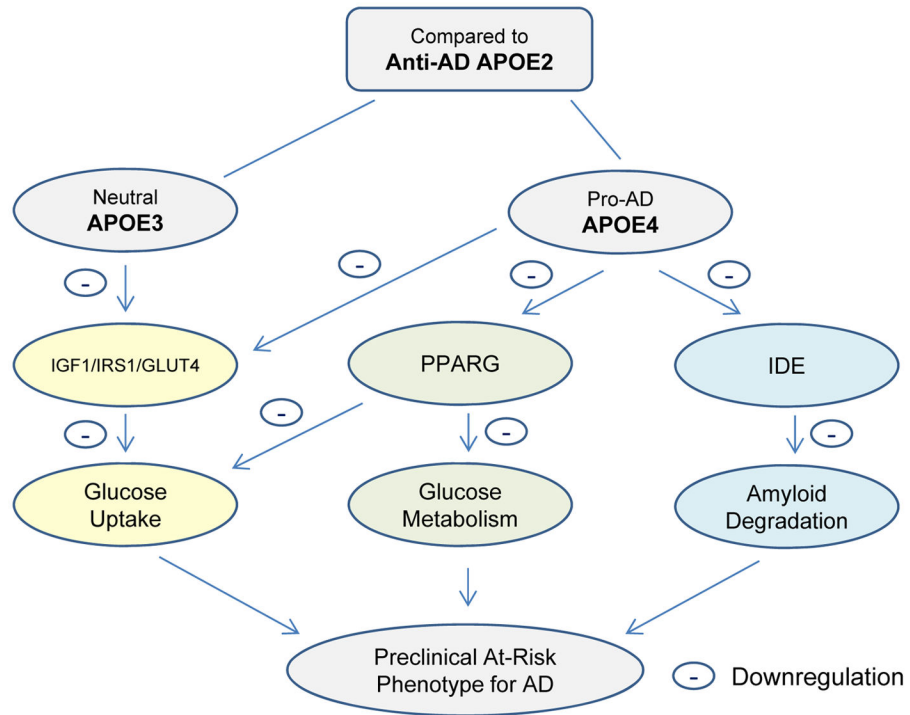 Compared to
Anti-AD APOE2
Neutral
APOE3
Pro-AD
APOE4
-
-
-
-
IGF1/IRS1/GLUT4
PPARG
IDE
-
-
-
-
Glucose
Uptake
Glucose
Metabolism
Amyloid
Degradation
Preclinical At-Risk
Phenotype for AD
- Downregulation